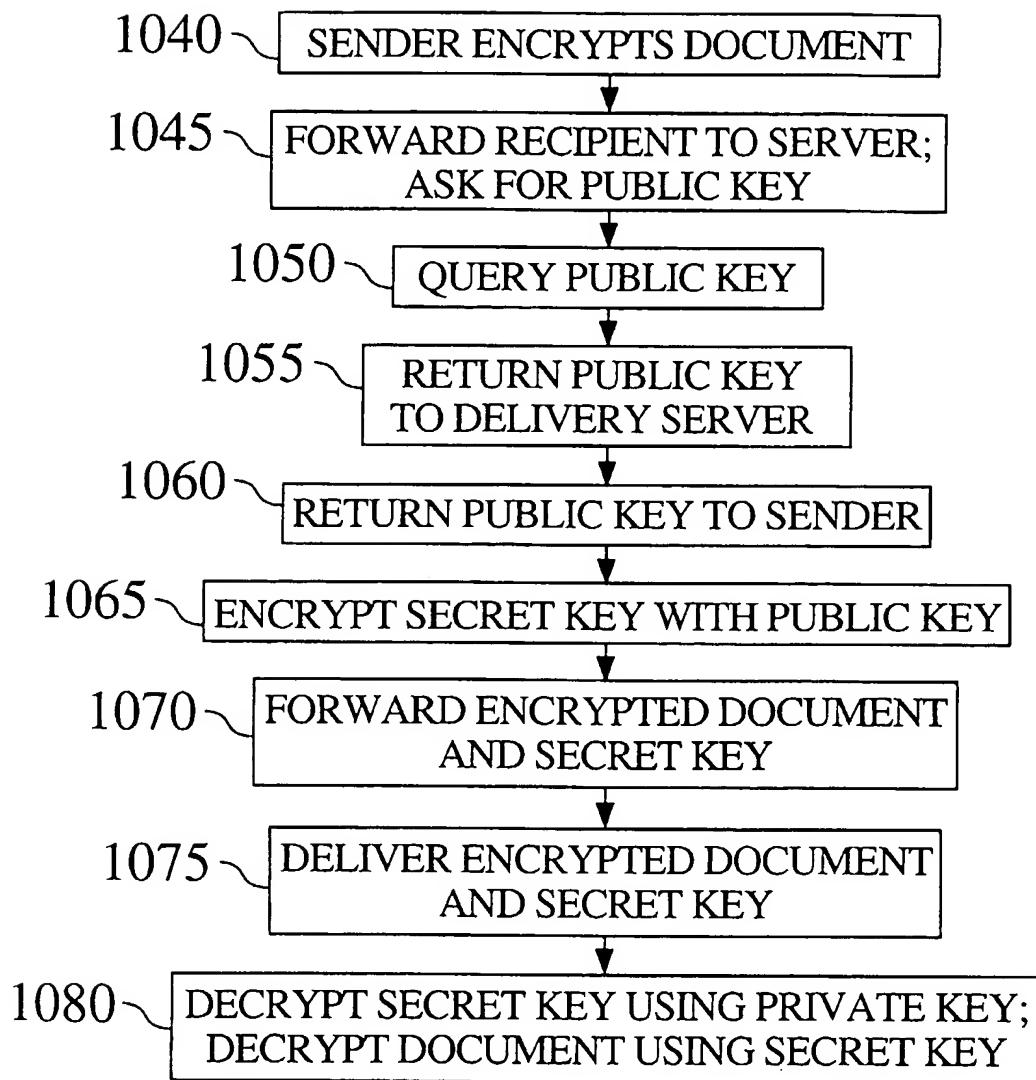 1040
SENDER ENCRYPTS DOCUMENT
1045
FORWARD RECIPIENT TO SERVER;
ASK FOR PUBLIC KEY
1050
QUERY PUBLIC KEY
1055
RETURN PUBLIC KEY
TO DELIVERY SERVER
1060
RETURN PUBLIC KEY TO SENDER
1065
ENCRYPT SECRET KEY WITH PUBLIC KEY
1070
FORWARD ENCRYPTED DOCUMENT
AND SECRET KEY
1075
DELIVER ENCRYPTED DOCUMENT
AND SECRET KEY
1080
DECRYPT SECRET KEY USING PRIVATE KEY;
DECRYPT DOCUMENT USING SECRET KEY